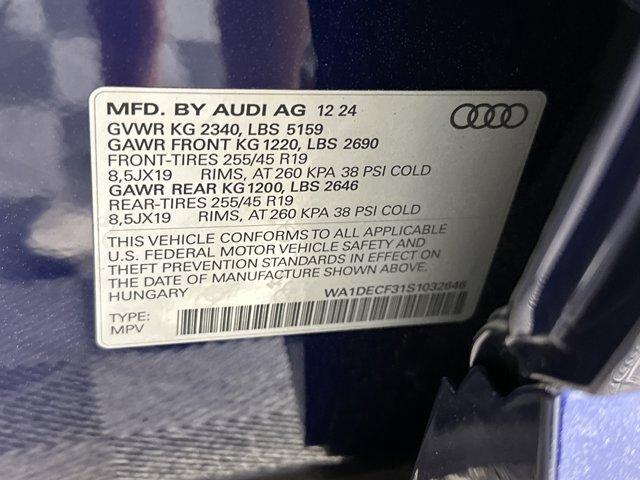 MFD. BY AUDI AG 12 24
GVWR KG 2340, LBS 5159
GAWR FRONT KG 1220, LBS 2690
FRONT-TIRES 255/45 R19
8,5JX19 RIMS, AT 260 KPA 38 PSI COLD
GAWR REAR KG 1200, LBS 2646
REAR-TIRES 255/45 R19
8,5JX19 RIMS, AT 260 KPA 38 PSI COLD
THIS VEHICLE CONFORMS TO ALL APPLICABLE
U.S. FEDERAL MOTOR VEHICLE SAFETY AND
THEFT PREVENTION STANDARDS IN EFFECT ON
THE DATE OF MANUFACTURE SHOWN ABOVE
HUNGARY WA1DECF31S1032646
TYPE:
MPV